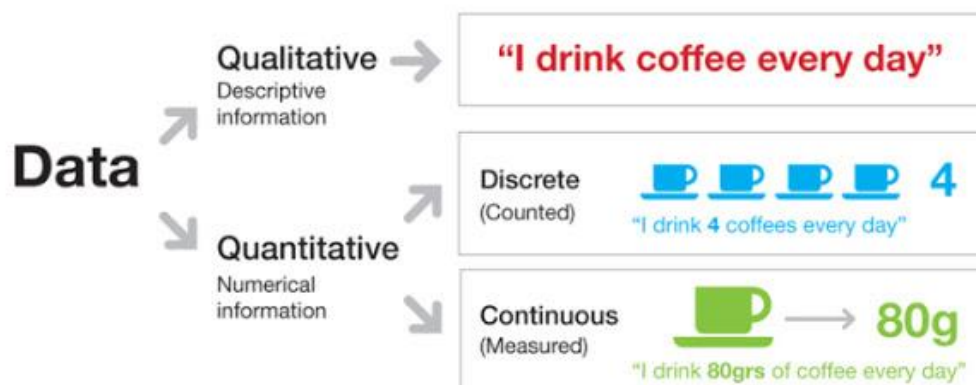 Data
Qualitative
Descriptive
information
“I drink coffee every day”
Quantitative
Numerical
information
Discrete
(Counted)
4
“I drink 4 coffees every day”
Continuous
(Measured)
80g
“I drink 80grs of coffee every day”